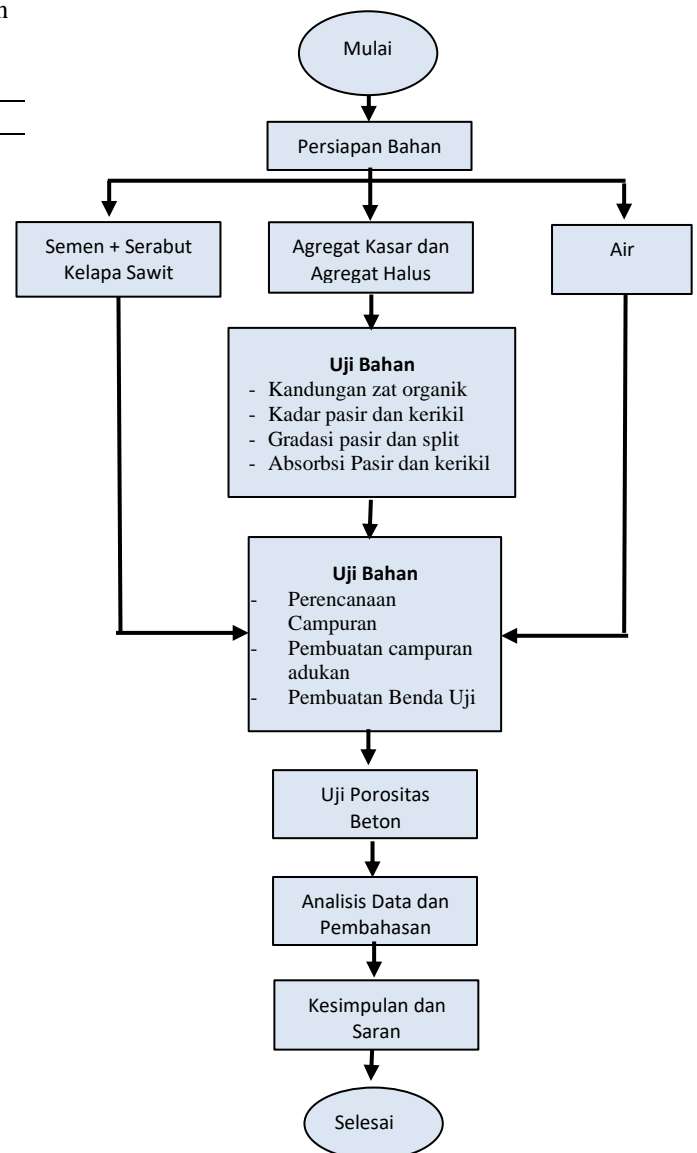 n
Mulai
Persiapan Bahan
Semen + Serabut
Kelapa Sawit
Agregat Kasar dan
Agregat Halus
Air
Uji Bahan
- Kandungan zat organik
- Kadar pasir dan kerikil
- Gradasi pasir dan split
- Absorbsi Pasir dan kerikil
Uji Bahan
- Perencanaan
Campuran
- Pembuatan campuran
adukan
- Pembuatan Benda Uji
Uji Porositas
Beton
Analisis Data dan
Pembahasan
Kesimpulan dan
Saran
Selesai